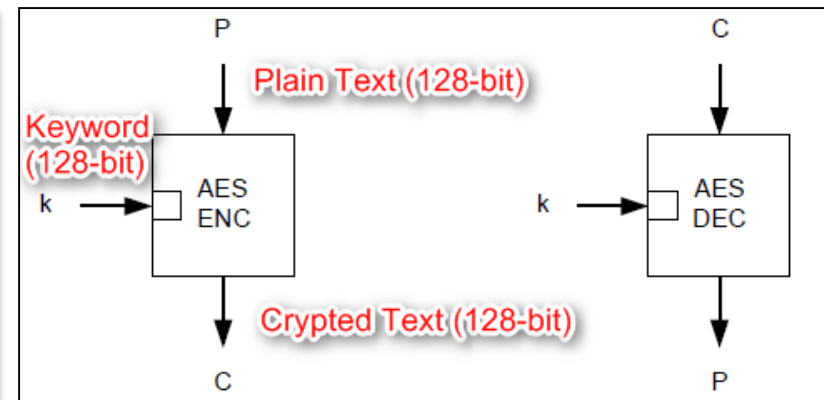 P
Plain Text (128-bit)
Keyword
(128-bit)
k
AES
ENC
Crypted Text (128-bit)
C
C
k
AES
DEC
P